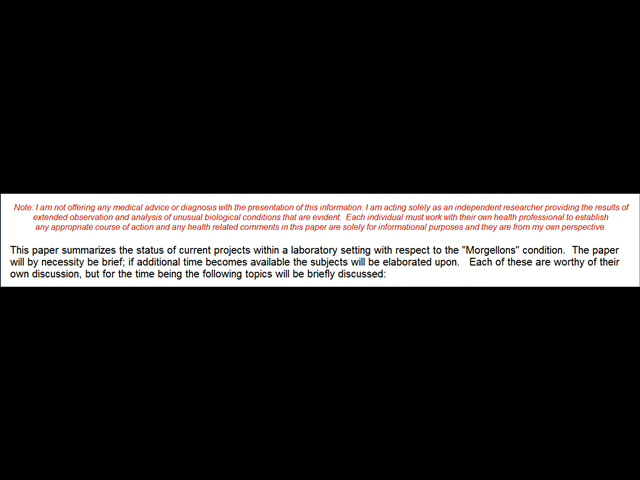 Note: I am not offering any medical advice or diagnosis with the presentation of this information. I am acting solely as an independent researcher providing the results of
extended observation and analysis of unusual biological conditions that are evident. Each individual must work with their own health professional to establish
any appropriate course of action and any health related comments in this paper are solely for informational purposes and they are from my own perspective.
This paper summarizes the status of current projects within a laboratory setting with respect to the "Morgellons" condition. The paper
will by necessity be brief; if additional time becomes available the subjects will be elaborated upon. Each of these are worthy of their
own discussion, but for the time being the following topics will be briefly discussed: